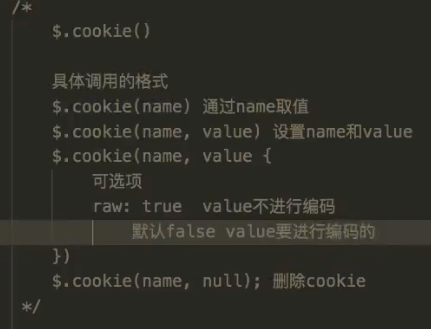 /*
$.cookie()
具体调用的格式
$.cookie(name) 通过name取值
$.cookie(name, value) 设置name和value
$.cookie(name, value {
可选项
raw: true  value不进行编码
默认false value要进行编码的
})
$.cookie(name, null); 删除cookie
*/